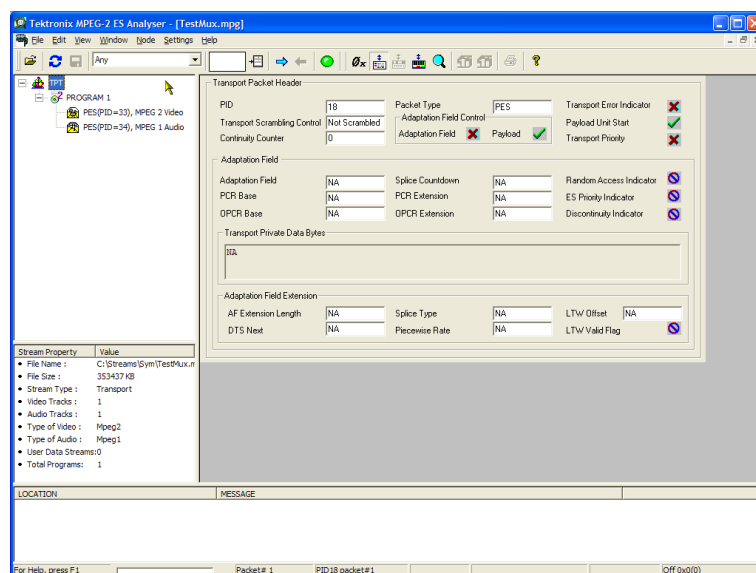 Tektronix MPEG-2 ES Analyser - [TestMux.mpg]
File Edit View Window Node Settings Help
Any
TPT
PROGRAM 1
PES(PID=33), MPEG 2 Video
PES(PID=34), MPEG 1 Audio
Transport Packet Header
PID 18 Packet Type PES Transport Error Indicator
Transport Scrambling Control Not Scrambled Adaptation Field Control Payload Unit Start
Adaptation Field Payload
Continuity Counter 0 Transport Priority
Adaptation Field
Adaptation Field NA Splice Countdown NA Random Access Indicator
PCR Base NA PCR Extension NA ES Priority Indicator
OPCR Base NA OPCR Extension NA Discontinuity Indicator
Transport Private Data Bytes
NA
Adaptation Field Extension
AF Extension Length NA Splice Type NA LTW Offset NA
DTS Next NA Piecewise Rate NA LTW Valid Flag
Stream Property Value
File Name : C:\Streams\Sym\TestMux.m
File Size : 353437 KB
Stream Type : Transport
Video Tracks : 1
Audio Tracks : 1
Type of Video : Mpeg2
Type of Audio : Mpeg1
User Data Streams:0
Total Programs: 1
LOCATION MESSAGE
For Help, press F1 Packet# 1 PID18 packet#1 Off 0x0(0)